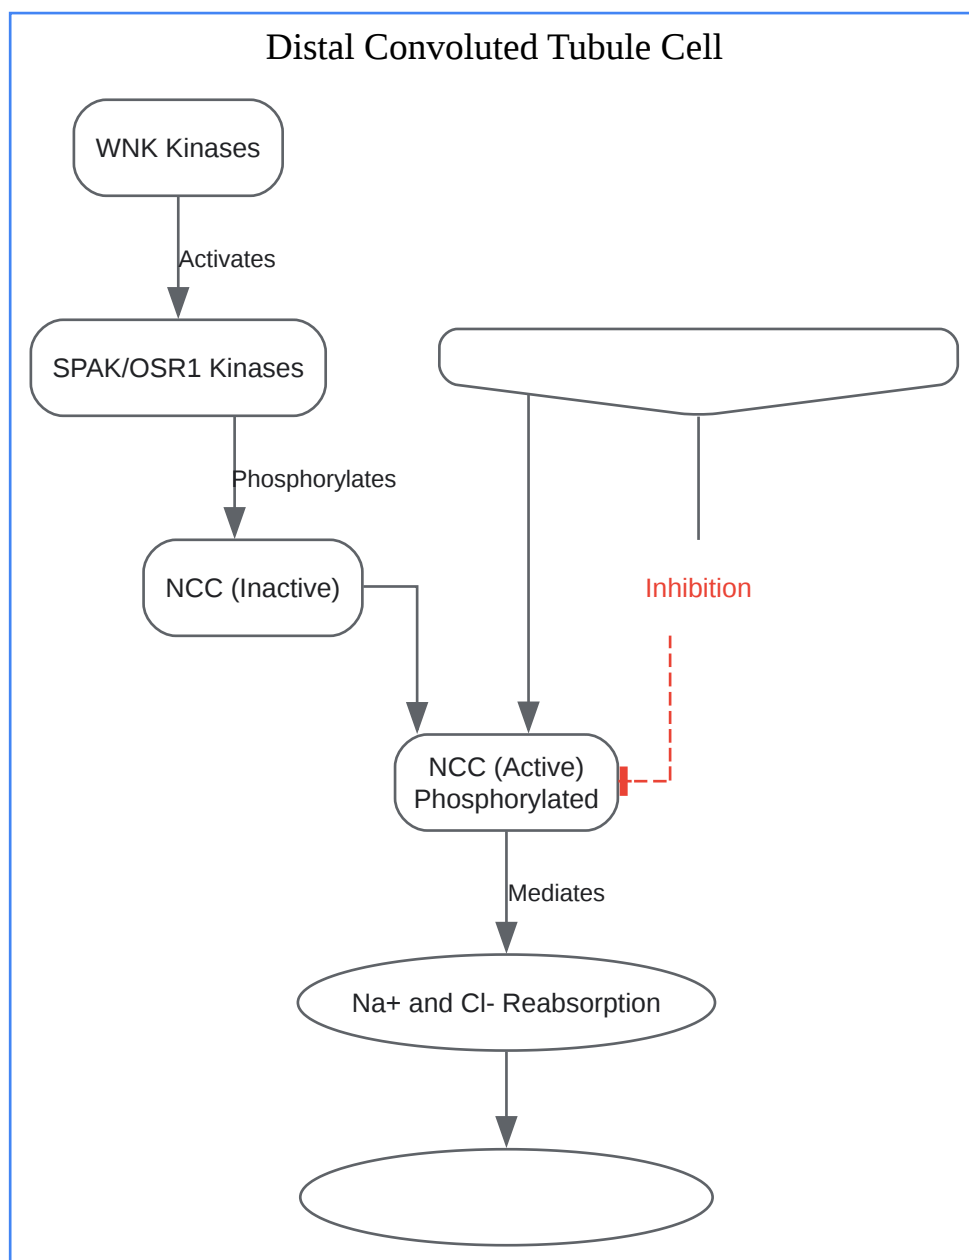 Distal Convoluted Tubule Cell
WNK Kinases
Activates
SPAK/OSR1 Kinases
Phosphorylates
NCC (Inactive)
Inhibition
NCC (Active)
Phosphorylated
Mediates
Na+ and Cl- Reabsorption